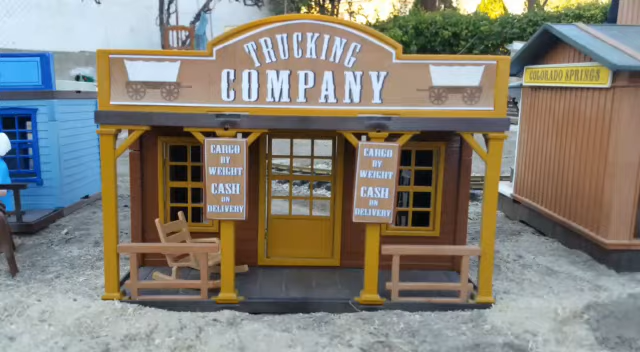 TRUCKING
COMPANY
COLORADO SPRINGS
CARGO
BY
WEIGHT
CASH
ON
DELIVERY
CARGO
BY
WEIGHT
CASH
ON
DELIVERY